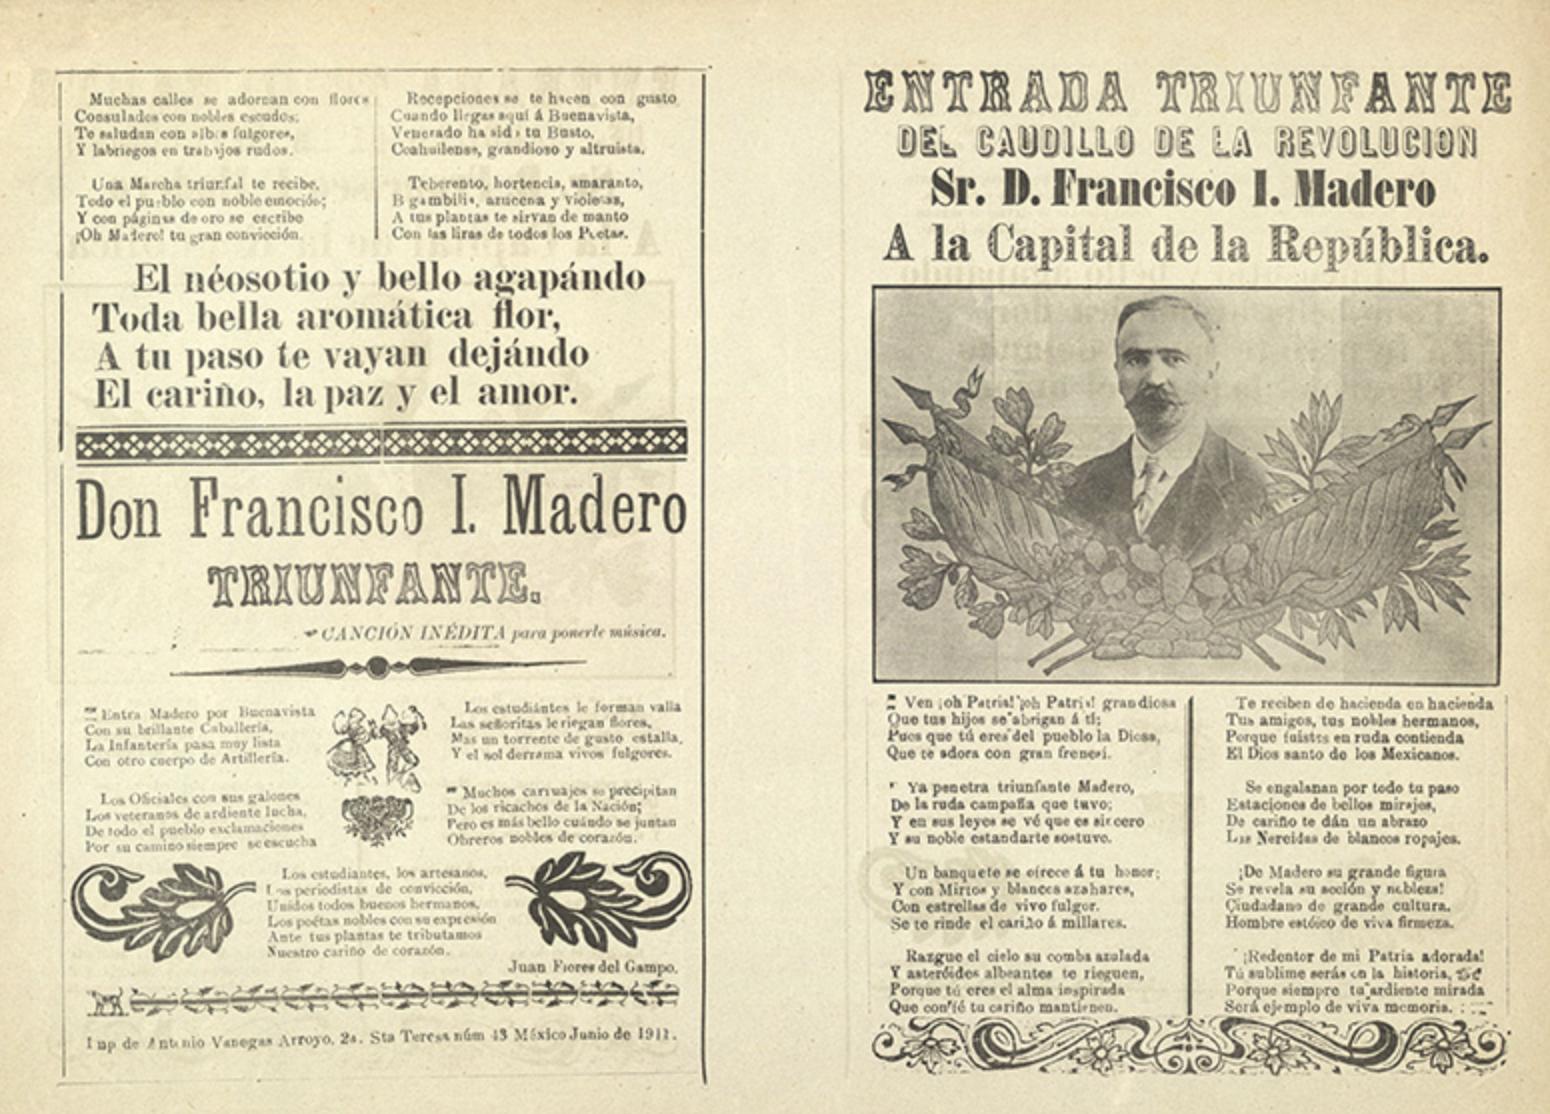 Muchas calles se adornan con flores
Consulados con nobles escudos;
Te saludan con albos fulgores,
Y labriegos en trabajos rudos.
Una Marcha triunfal te recibe,
Todo el pueblo con noble emoción;
Y con páginas de oro se escribe
¡Oh Madero! tu gran convicción.
Recepciones se te hacen con gusto
Cuando llegas aquí á Buenavista,
Venerado ha sido tu Busto,
Coahuilense, grandioso y altruista.
Teberento, hortencia, amaranto,
azucena y violetas,
A tus plantas te sirvan de manto
Con las liras de todos los Poetas.
El néosotio y bello agapándo
Toda bella aromática flor,
A tu paso te vayan dejándo
El cariño, la paz y el amor.
Don Francisco I. Madero
TRIUNFANTE.
CANCIÓN INÉDITA para ponerle música.
Entra Madero por Buenavista
Con su brillante Caballería,
La Infantería pasa muy lista
Con otro cuerpo de Artillería.
Los Oficiales con sus galones
Los veteranos de ardiente lucha,
De todo el pueblo exclamaciones
Por su camino siempre se escucha
Los estudiántes le forman valla
Las señoritas le riegan flores,
Mas un torrente de gusto estalla,
Y el sol derrama vivos fulgores.
Muchos carruajes se precipitan
De los ricachos de la Nación;
Pero es más bello cuándo se juntan
Obreros nobles de corazón.
Los estudiantes, los artesanos,
Los periodistas de convicción,
Unidos todos buenos hermanos,
Los poétas nobles con su expresión
Ante tus plantas te tributamos
Nuestro cariño de corazón.
Juan Flores del Campo.
Imp de Antonio Vanegas Arroyo, 2a. Sta Teresa núm 43 México Junio de 1911.
ENTRADA TRIUNFANTE
DEL CAUDILLO DE LA REVOLUCION
Sr. D. Francisco I. Madero
A la Capital de la República.
Ven ¡oh Patria! ¡oh Patria! grandiosa
Que tus hijos se abrigan á tí;
Pues que tú eres del pueblo la Diosa,
Que te adora con gran frenesí.
Ya penetra triunfante Madero,
De la ruda campaña que tuvo;
Y en sus leyes se vé que es sincero
Y su noble estandarte sostuvo.
Un banquete se ofrece á tu honor;
Y con Mirtos y blancos azahares,
Con estrellas de vivo fulgor.
Se te rinde el cariño á millares.
Razgue el cielo su comba azulada
Y asteróides albeantes te rieguen,
Porque tú eres el alma inspirada
Que con tu cariño mantienen.
Te reciben de hacienda en hacienda
Tus amigos, tus nobles hermanos,
Porque fuistes en ruda contienda
El Dios santo de los Mexicanos.
Se engalanan por todo tu paso
Estaciones de bellos mirajes,
De cariño te dán un abrazo
Las Nereidas de blancos ropajes.
¡De Madero su grande figura
Se revela su acción y nobleza!
Ciudadano de grande cultura.
Hombre estóico de viva firmeza.
¡Redentor de mi Patria adorada!
Tú sublime serás en la historia,
Porque siempre tu ardiente mirada
Será ejemplo de viva memoria.